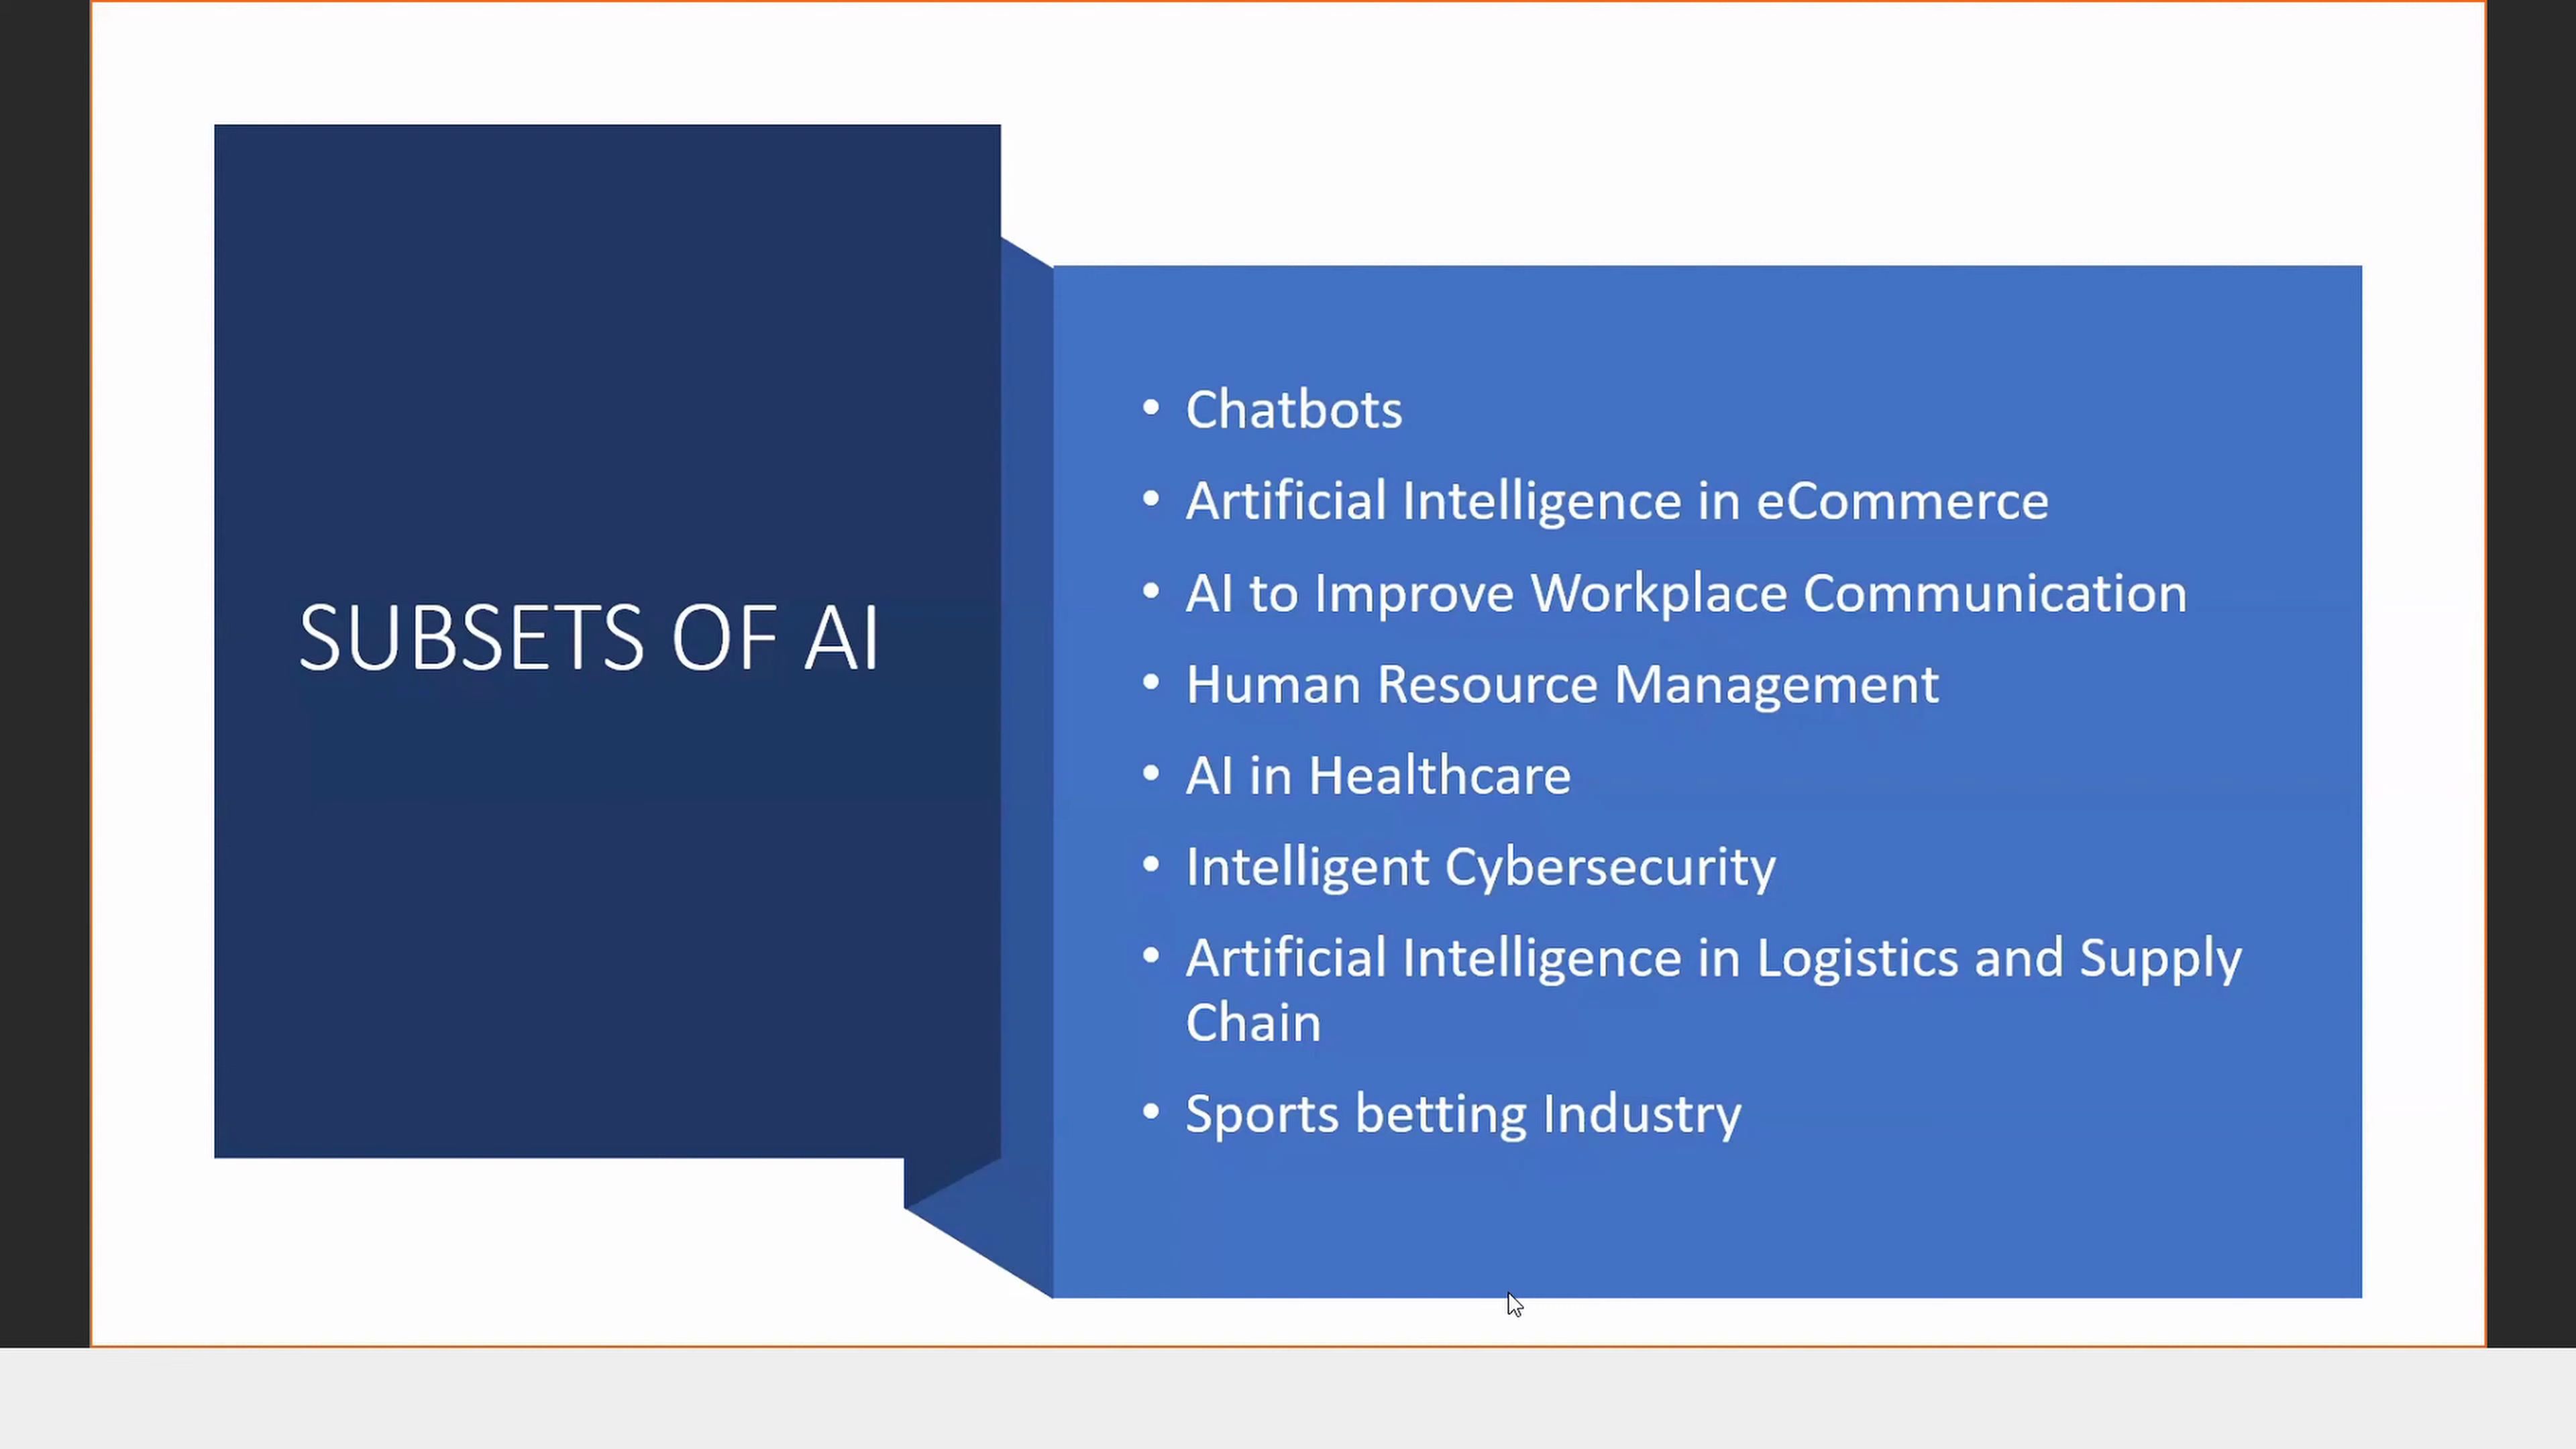 SUBSETS OF AI
• Chatbots
• Artificial Intelligence in eCommerce
• AI to Improve Workplace Communication
• Human Resource Management
• AI in Healthcare
• Intelligent Cybersecurity
• Artificial Intelligence in Logistics and Supply
Chain
• Sports betting Industry